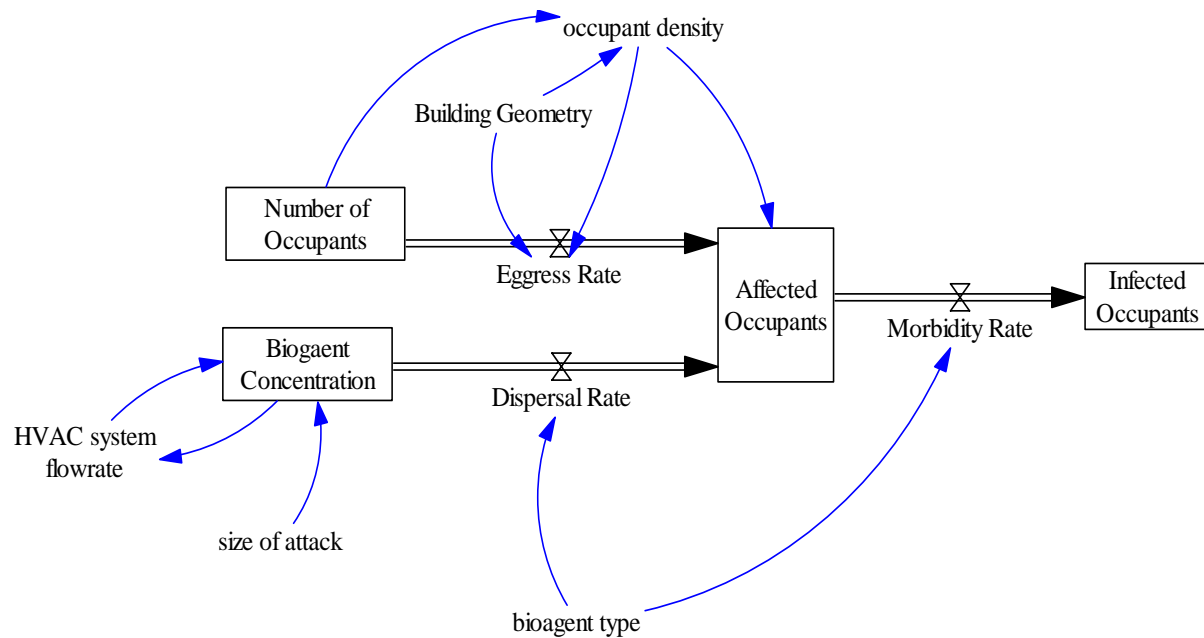 occupant density
Building Geometry
Number of
Occupants
Eggress Rate
Affected
Occupants
Infected
Occupants
Morbidity Rate
Biogaent
Concentration
Dispersal Rate
HVAC system
flowrate
size of attack
bioagent type